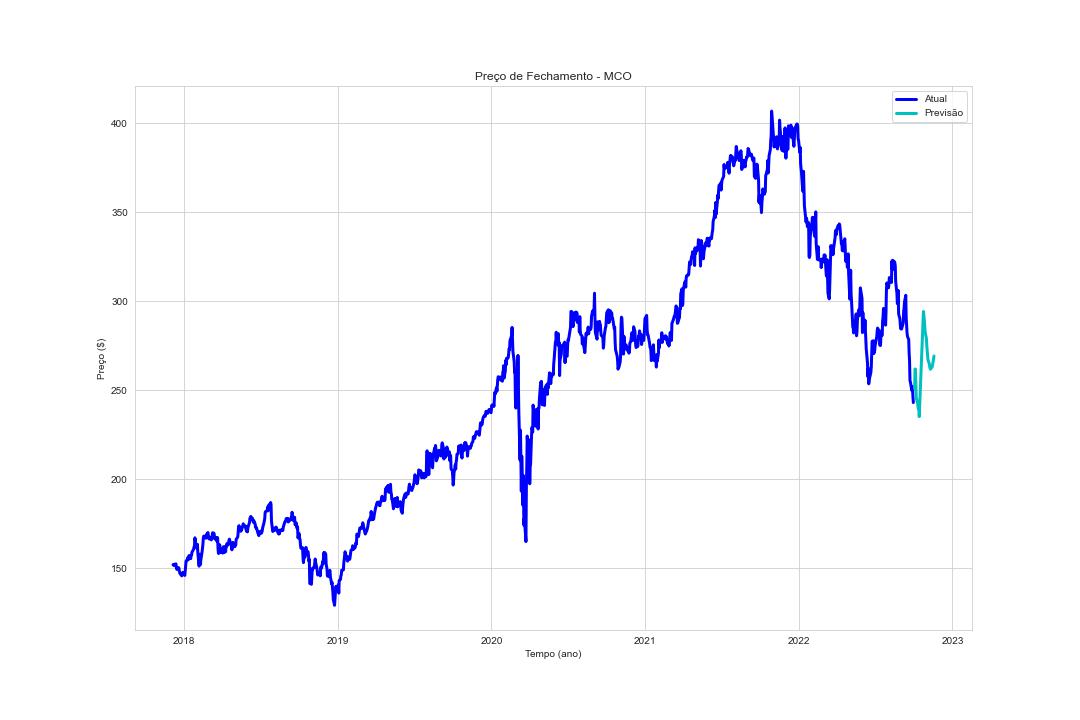 Preço de Fechamento - MCO
Atual
Previsão
400
350
300
250
200
150
Preço ($)
2018
2019
2020
2021
2022
2023
Tempo (ano)